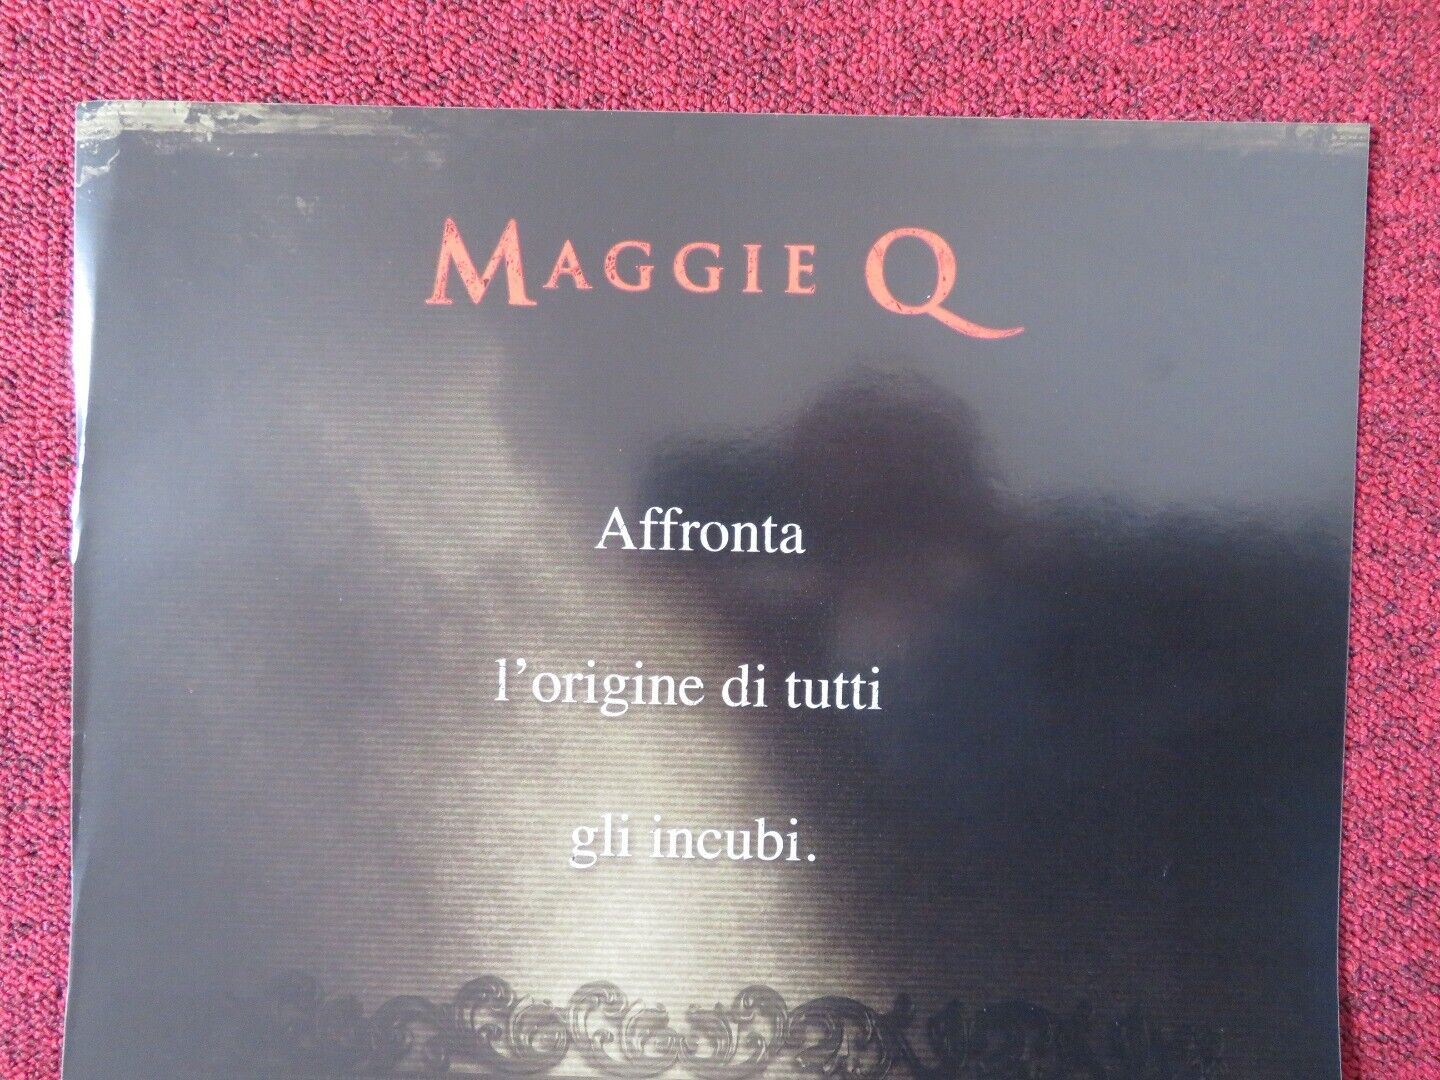 MAGGIE Q
Affronta
l’origine di tutti
gli incubi.